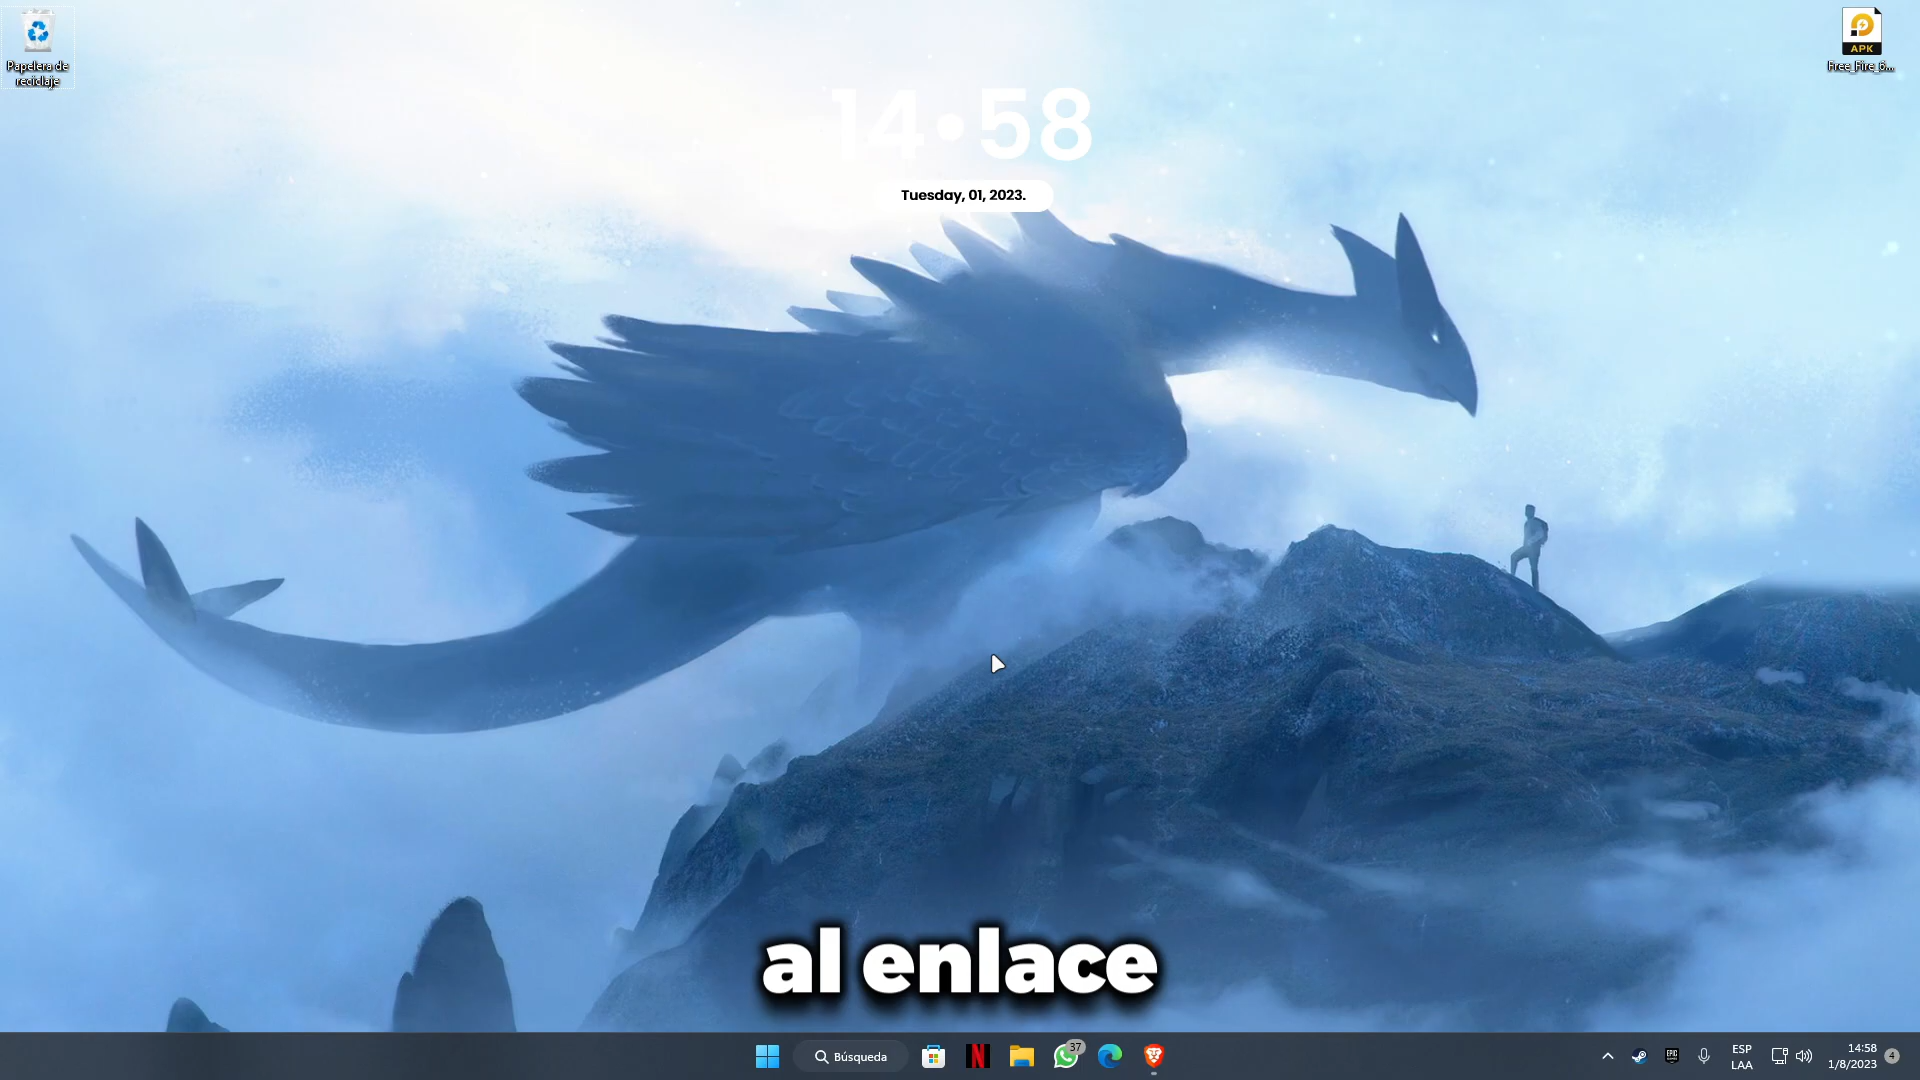 Papelera de
reciclaje
APK
Free_Fire_6...
14•58
Tuesday, 01, 2023.
al enlace
Búsqueda
N
37
EPIC
ESP
LAA
14:58
1/8/2023
4